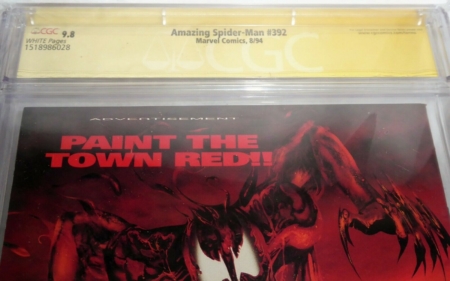 CGC 9.8
Amazing Spider-Man #392
WHITE Pages
Marvel Comics, 8/94
1518986028
CGC
ADVERTISEMENT
PAINT THE
TOWN RED!!